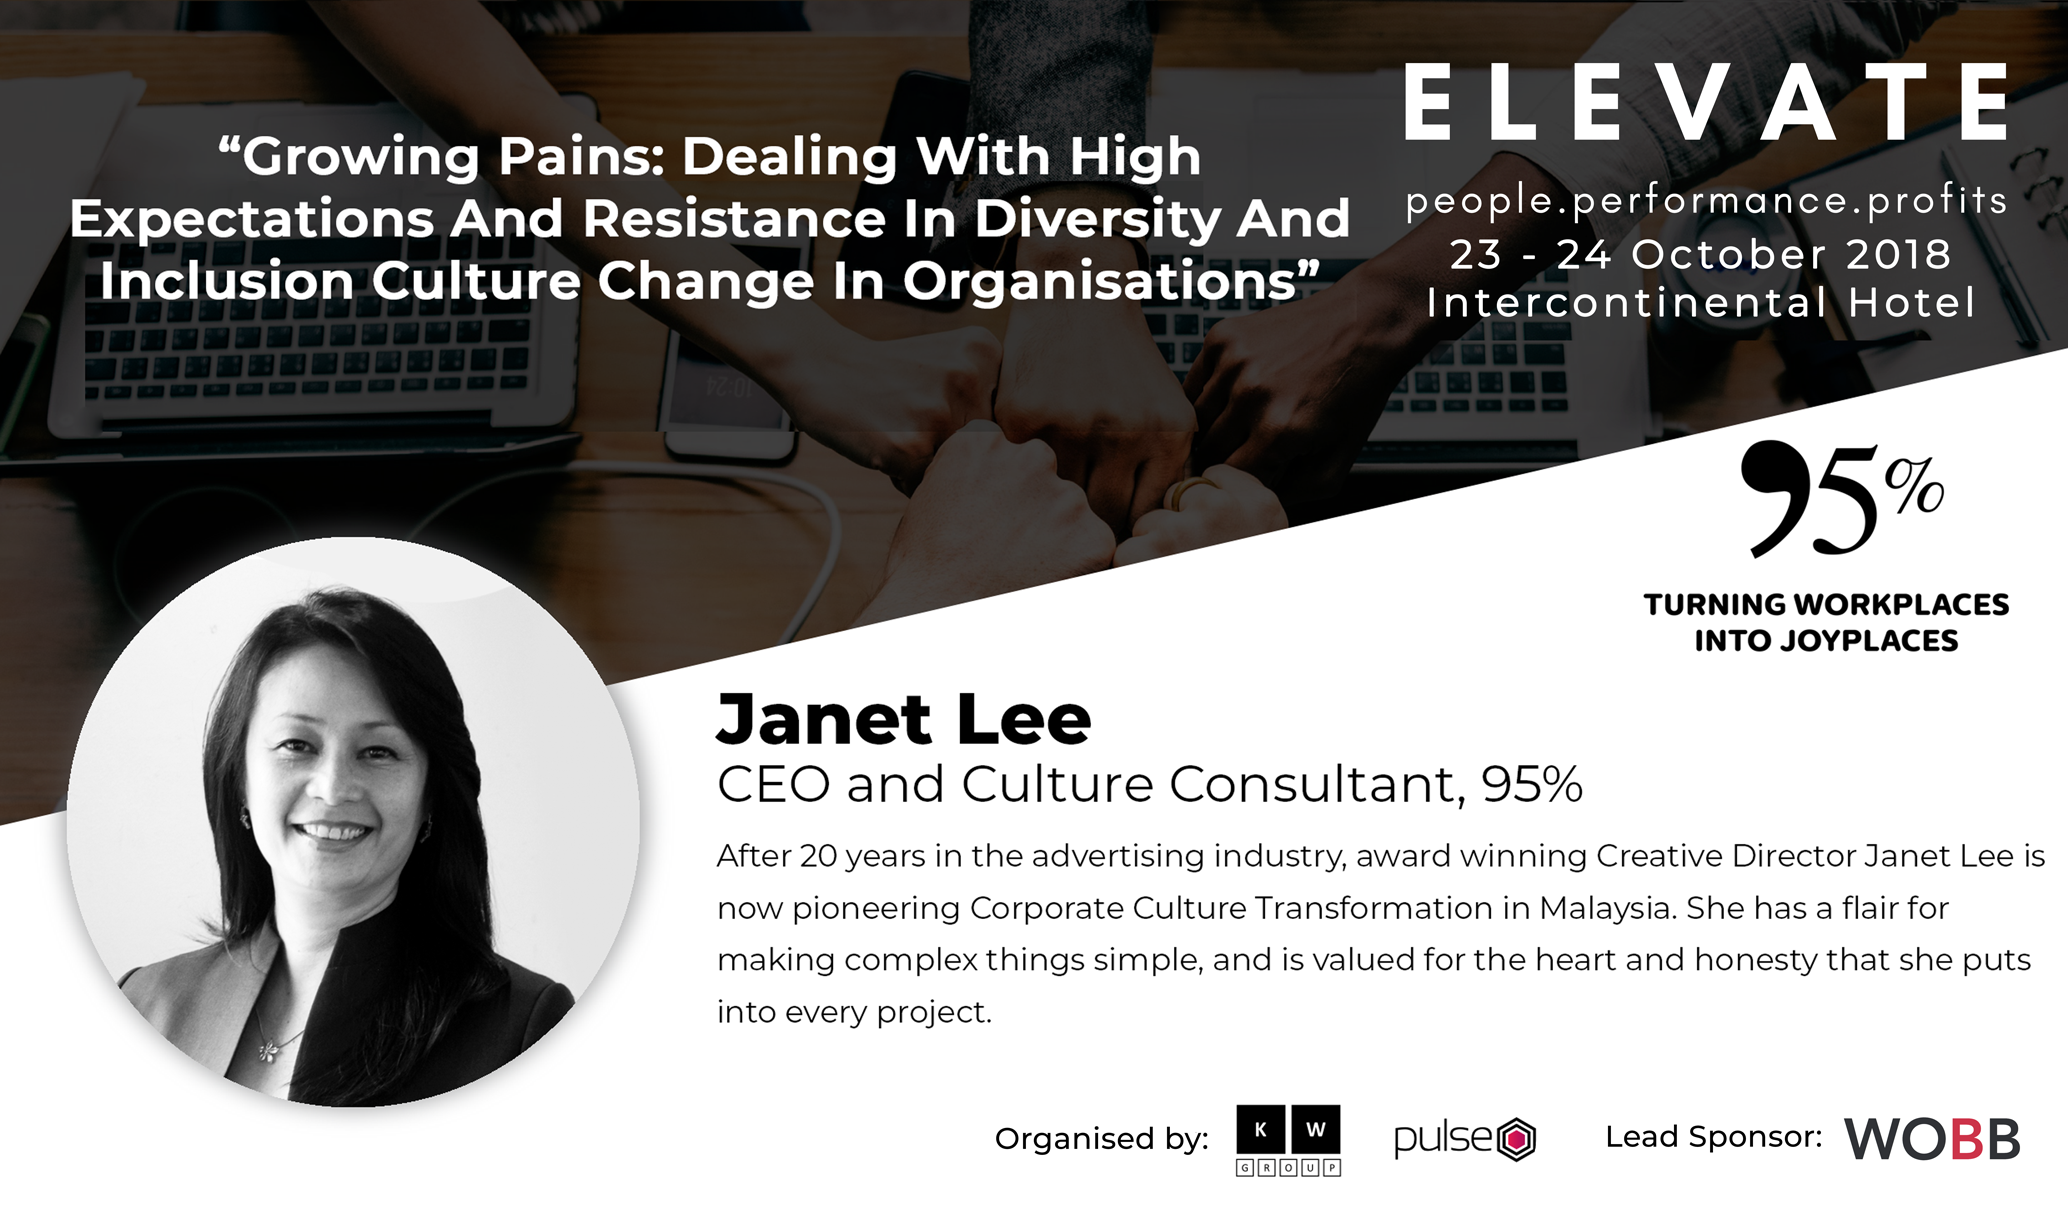 “Growing Pains: Dealing With High
Expectations And Resistance In Diversity And
Inclusion Culture Change In Organisations”
ELEVATE
people.performance.profits
23 - 24 October 2018
Intercontinental Hotel
10:24
95%
TURNING WORKPLACES
INTO JOYPLACES
Janet Lee
CEO and Culture Consultant, 95%
After 20 years in the advertising industry, award winning Creative Director Janet Lee is
now pioneering Corporate Culture Transformation in Malaysia. She has a flair for
making complex things simple, and is valued for the heart and honesty that she puts
into every project.
Organised by:
K W
GROUP
pulse
Lead Sponsor:
WOBB